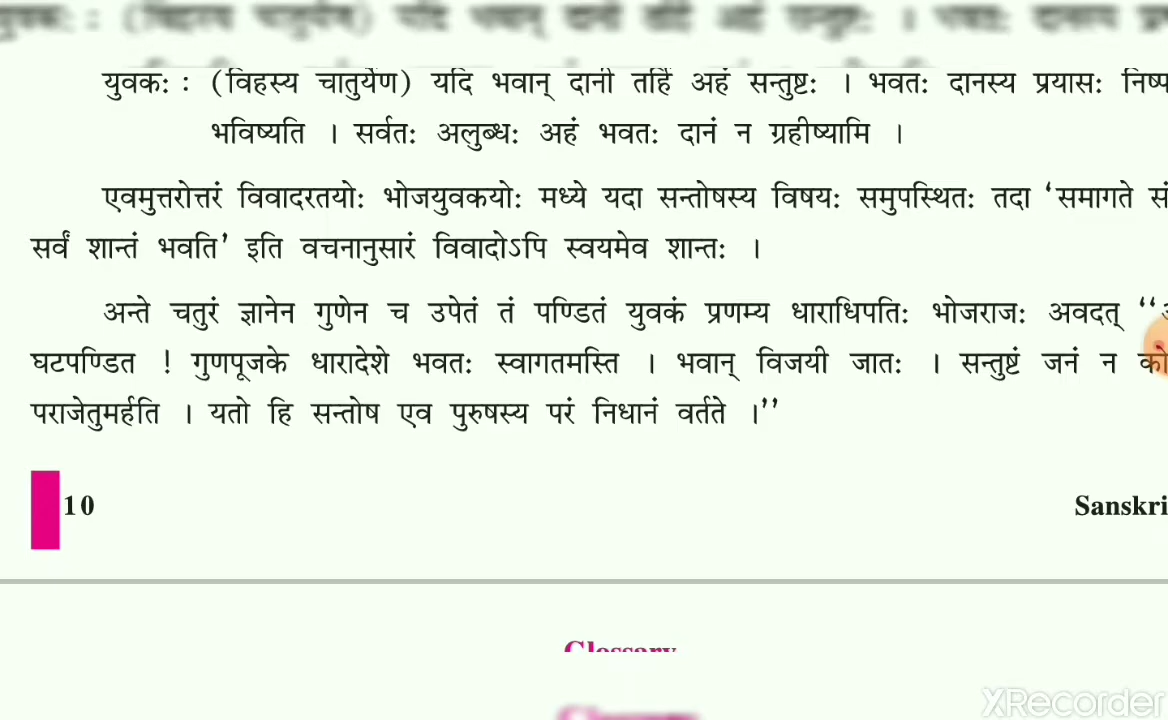 युवकः : (विहस्य चातुर्येण) यदि भवान् दानी तर्हि अहं सन्तुष्टः । भवतः दानस्य प्रयासः
भविष्यति । सर्वतः अलुब्धः अहं भवतः दानं न ग्रहीष्यामि ।
एवमुत्तरोत्तरं विवादरतयोः भोजयुवकयोः मध्ये यदा सन्तोषस्य विषयः समुपस्थितः तदा ‘समागते
सर्वं शान्तं भवति’ इति वचनानुसारं विवादोऽपि स्वयमेव शान्तः ।
अन्ते चतुरं ज्ञानेन गुणेन च उपेतं तं पण्डितं युवकं प्रणम्य धाराधिपतिः भोजराजः अवदत् “
घटपण्डित ! गुणपूजके धारादेशे भवतः स्वागतमस्ति । भवान् विजयी जातः । सन्तुष्टं जनं न
पराजेतुमर्हति । यतो हि सन्तोष एव पुरुषस्य परं निधानं वर्तते ।”
10
Sanskri
Glossary
XRecorder